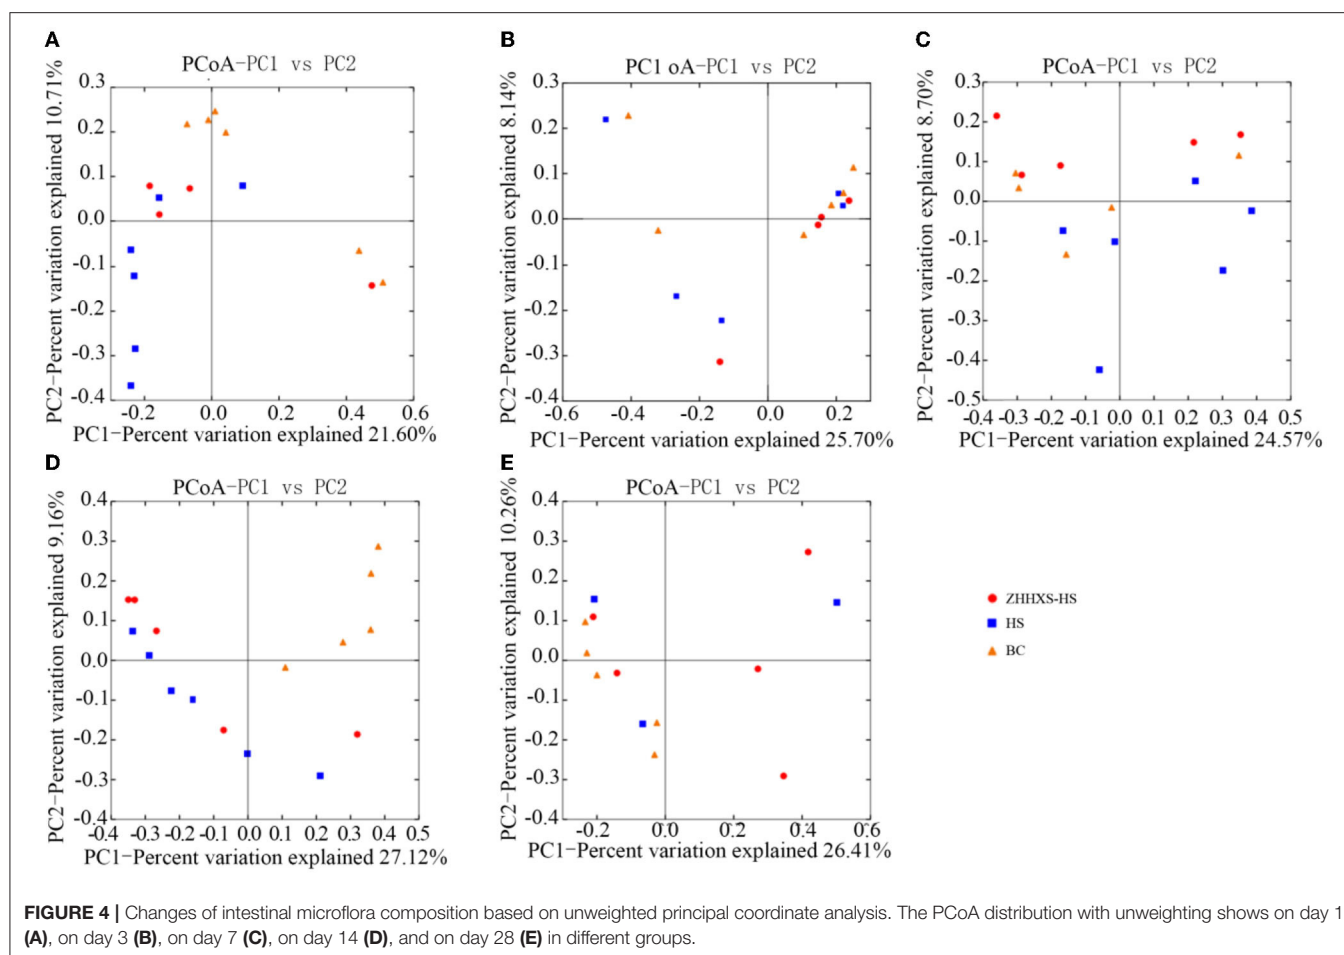 A
PCoA-PC1 vs PC2
PC2-Percent variation explained 10.71%
0.3
0.2
0.1
0.0
-0.1
-0.2
-0.3
-0.4
-0.2 0.0 0.2 0.4 0.6
PC1-Percent variation explained 21.60%
B
PC1 oA-PC1 vs PC2
PC2-Percent variation explained 8.14%
0.3
0.2
0.1
0.0
-0.1
-0.2
-0.3
-0.4
-0.6 -0.4 -0.2 0.0 0.2
PC1-Percent variation explained 25.70%
C
PCoA-PC1 vs PC2
PC2-Percent variation explained 8.70%
0.3
0.2
0.1
0.0
-0.1
-0.2
-0.3
-0.4
-0.5
-0.4 -0.3 -0.2 -0.1 0.0 0.1 0.2 0.3 0.4 0.5
PC1-Percent variation explained 24.57%
D
PCoA-PC1 vs PC2
PC2-Percent variation explained 9.16%
0.4
0.3
0.2
0.1
0.0
-0.1
-0.2
-0.3
-0.4
-0.4 -0.3 -0.2 -0.1 0.0 0.1 0.2 0.3 0.4 0.5
PC1-Percent variation explained 27.12%
E
PCoA-PC1 vs PC2
PC2-Percent variation explained 10.26%
0.4
0.3
0.2
0.1
0.0
-0.1
-0.2
-0.3
-0.4
-0.2 0.0 0.2 0.4 0.6
PC1-Percent variation explained 26.41%
ZHHXS-HS
HS
BC
FIGURE 4 | Changes of intestinal microflora composition based on unweighted principal coordinate analysis. The PCoA distribution with unweighting shows on day 1
(A), on day 3 (B), on day 7 (C), on day 14 (D), and on day 28 (E) in different groups.